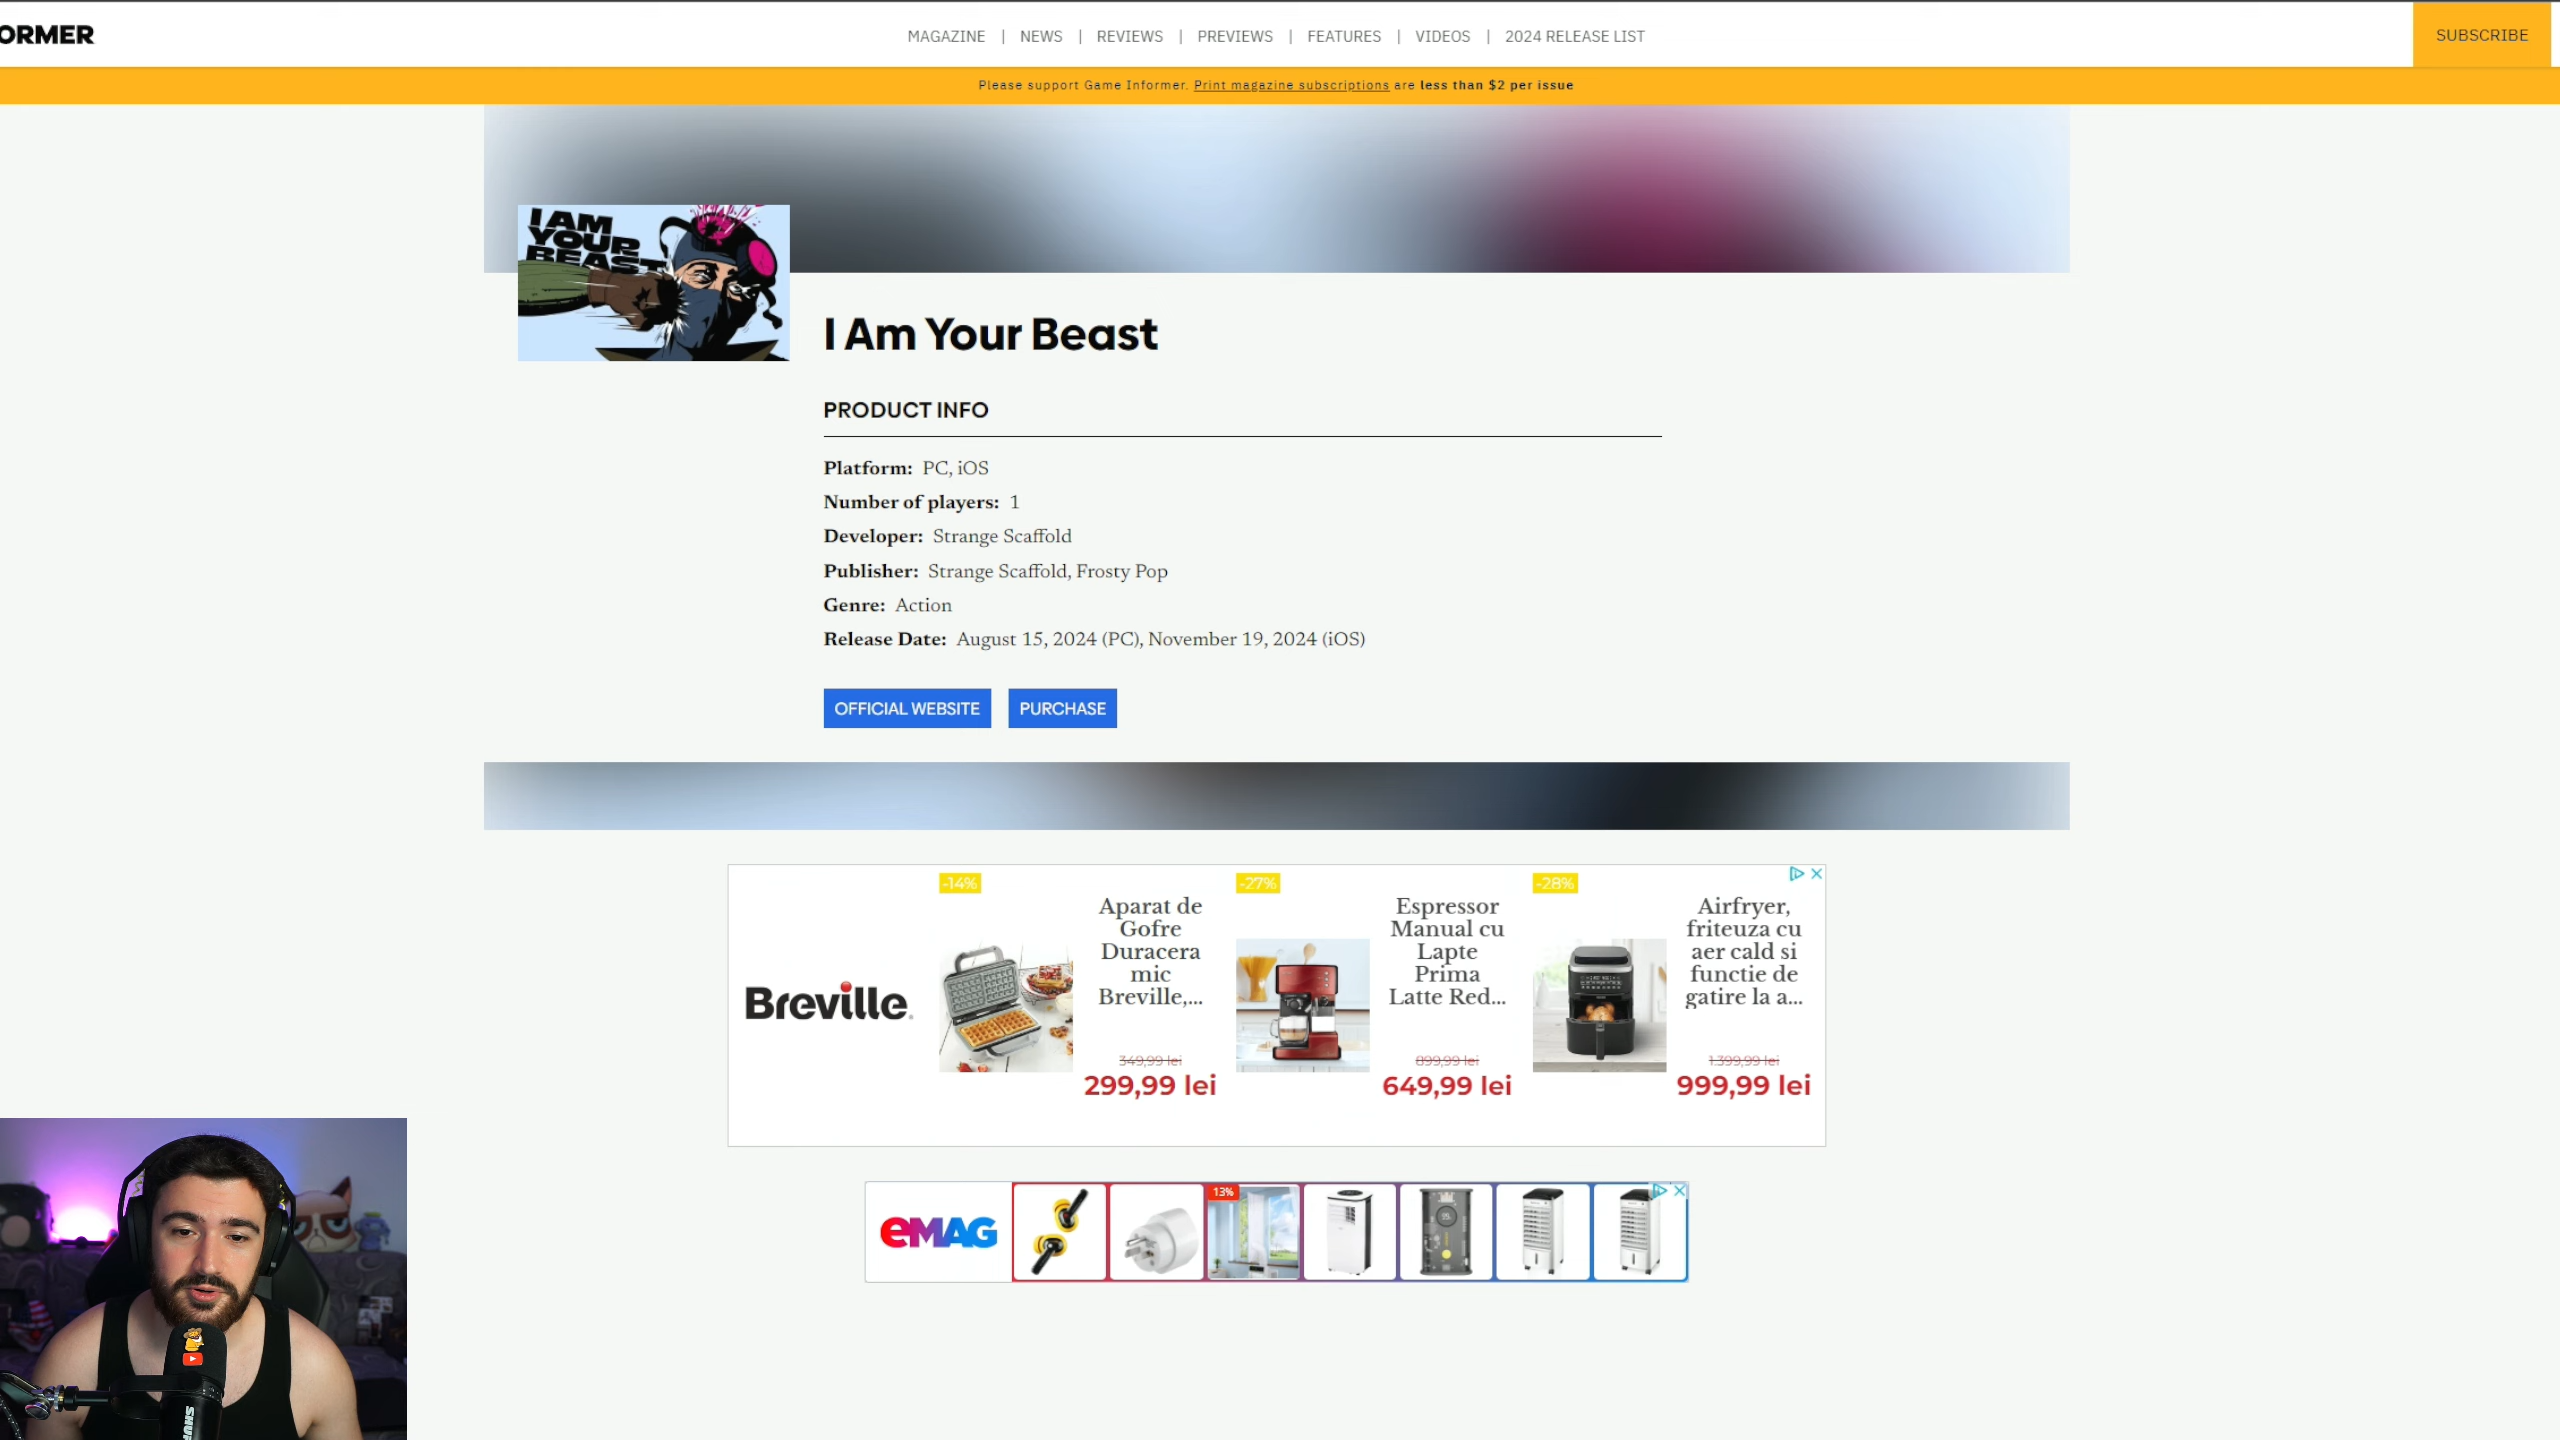 ORMER
MAGAZINE | NEWS | REVIEWS | PREVIEWS | FEATURES | VIDEOS | 2024 RELEASE LIST
SUBSCRIBE
Please support Game Informer. Print magazine subscriptions are less than $2 per issue
I AM
YOUR
BEAST
I Am Your Beast
PRODUCT INFO
Platform: PC, iOS
Number of players: 1
Developer: Strange Scaffold
Publisher: Strange Scaffold, Frosty Pop
Genre: Action
Release Date: August 15, 2024 (PC), November 19, 2024 (iOS)
OFFICIAL WEBSITE
PURCHASE
Breville
-14%
Aparat de
Gofre
Duracera
mic
Breville,...
349,99 lei
299,99 lei
-27%
Espressor
Manual cu
Lapte
Prima
Latte Red...
899,99 lei
649,99 lei
-28%
Airfryer,
friteuza cu
aer cald si
functie de
gatire la a...
1.399,99 lei
999,99 lei
eMAG
13%